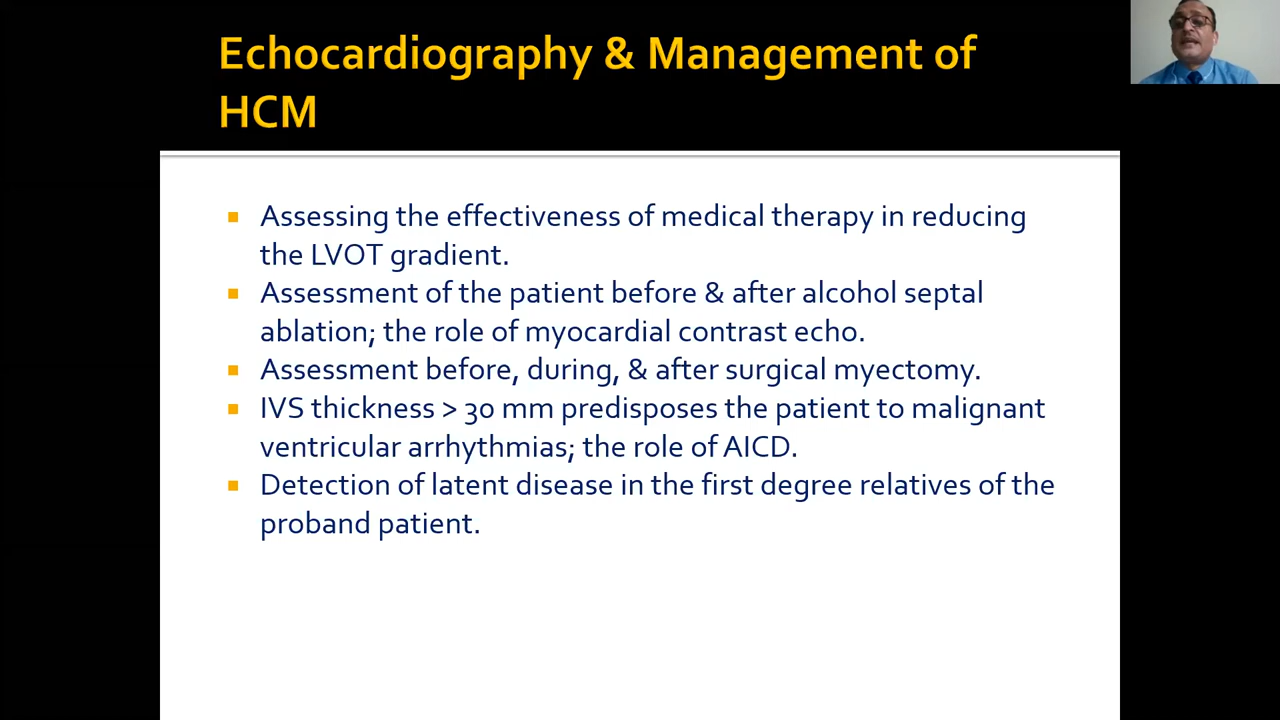 Echocardiography & Management of
HCM
Assessing the effectiveness of medical therapy in reducing
the LVOT gradient.
Assessment of the patient before & after alcohol septal
ablation; the role of myocardial contrast echo.
Assessment before, during, & after surgical myectomy.
IVS thickness > 30 mm predisposes the patient to malignant
ventricular arrhythmias; the role of AICD.
Detection of latent disease in the first degree relatives of the
proband patient.